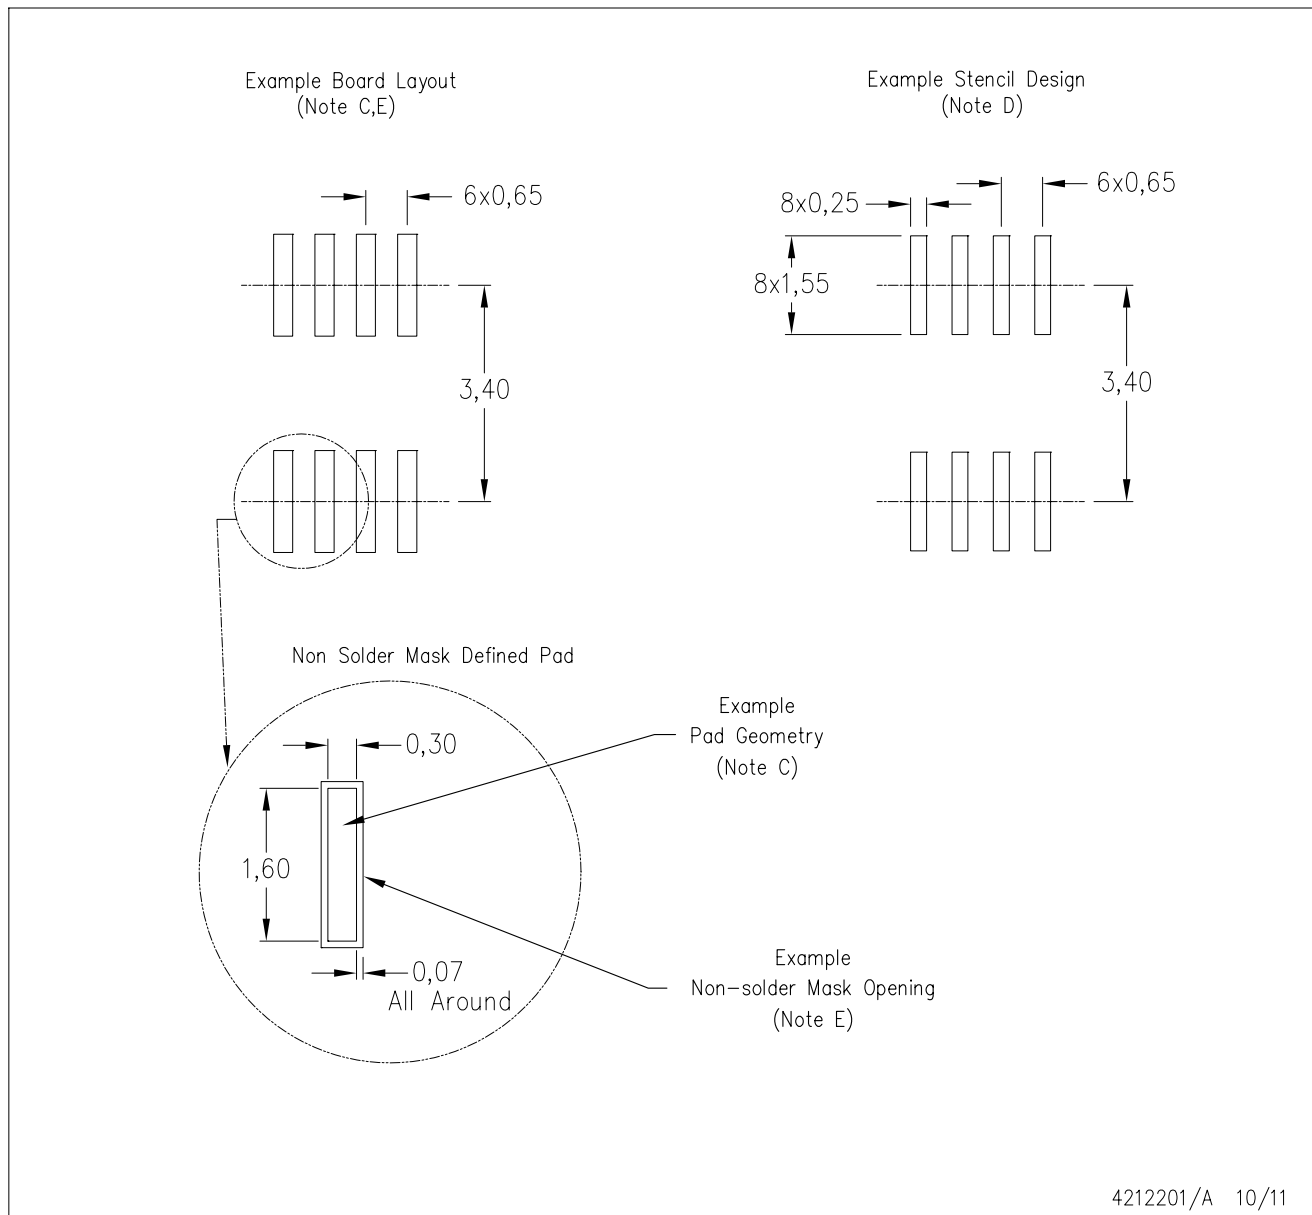 Example Board Layout
(Note C,E)
6x0,65
3,40
Example Stencil Design
(Note D)
6x0,65
8x0,25
8x1,55
3,40
Non Solder Mask Defined Pad
0,30
1,60
0,07
All Around
Example
Pad Geometry
(Note C)
Example
Non-solder Mask Opening
(Note E)
4212201/A 10/11